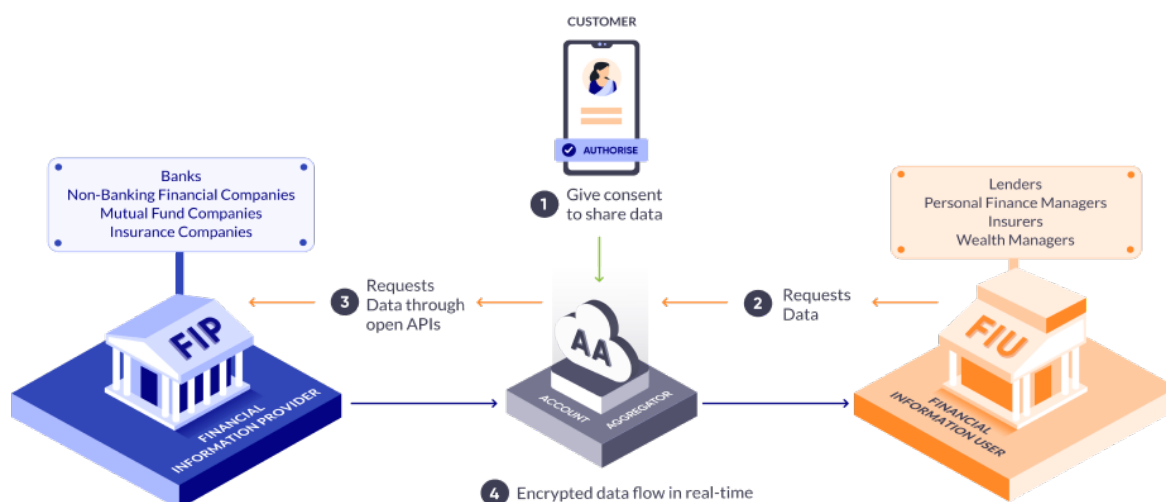 CUSTOMER
AUTHORISE
1 Give consent
to share data
Banks
Non-Banking Financial Companies
Mutual Fund Companies
Insurance Companies
Lenders
Personal Finance Managers
Insurers
Wealth Managers
3 Requests
Data through
open APIs
2 Requests
Data
FIP
FINANCIAL
INFORMATION PROVIDER
AA
ACCOUNT AGGREGATOR
FIU
FINANCIAL
INFORMATION USER
4 Encrypted data flow in real-time